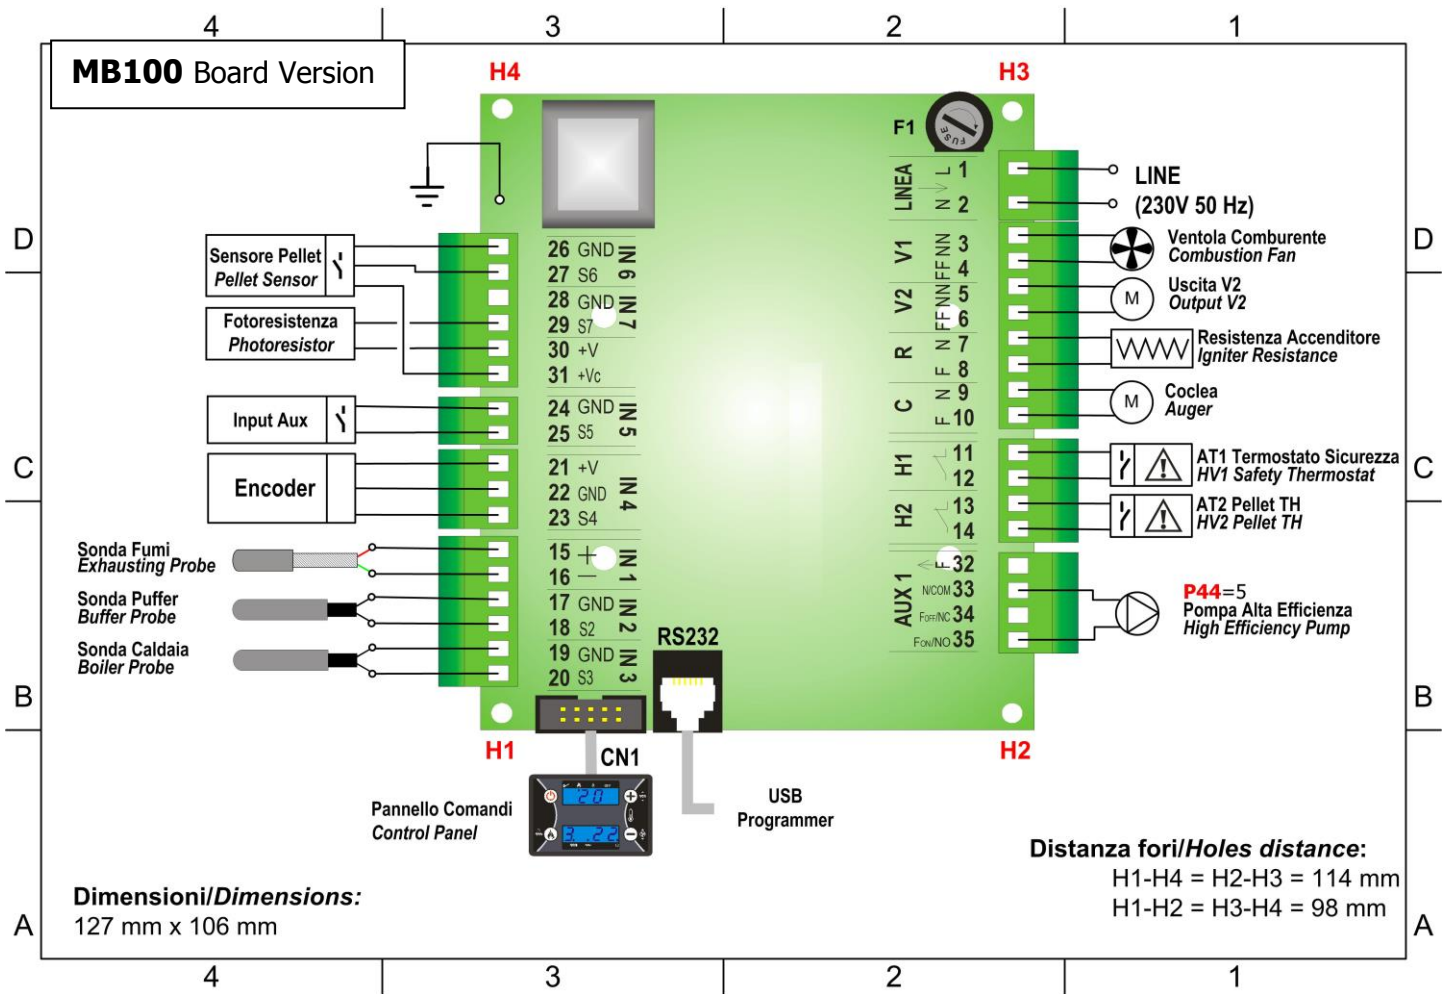 4 3 2 1
MB100 Board Version
H4 H3
F1
FUSE
LINEA L 1
N 2
LINE
(230V 50 Hz)
D D
Sensore Pellet
Pellet Sensor
26 GND IN 6
27 S6
28 GND IN 7
29 S7
30 +V
31 +Vc
Fotoresistenza
Photoresistor
V1 N 3
F 4
Ventola Comburente
Combustion Fan
V2 N 5
F 6
M
Uscita V2
Output V2
R N 7
F 8
Resistenza Accenditore
Igniter Resistance
C N 9
F 10
M
Coclea
Auger
Input Aux
24 GND IN 5
25 S5
C C
Encoder
21 +V IN 4
22 GND
23 S4
H1 11
12
AT1 Termostato Sicurezza
HV1 Safety Thermostat
H2 13
14
AT2 Pellet TH
HV2 Pellet TH
Sonda Fumi
Exhausting Probe
15 + IN 1
16 −
Sonda Puffer
Buffer Probe
17 GND IN 2
18 S2
Sonda Caldaia
Boiler Probe
19 GND IN 3
20 S3
AUX 1 F 32
N/COM 33
FOFF/NC 34
FON/NO 35
P44=5
Pompa Alta Efficienza
High Efficiency Pump
RS232
B B
H1 H2
CN1
Pannello Comandi
Control Panel
USB
Programmer
Distanza fori/Holes distance:
H1-H4 = H2-H3 = 114 mm
H1-H2 = H3-H4 = 98 mm
Dimensioni/Dimensions:
127 mm x 106 mm
A A
4 3 2 1